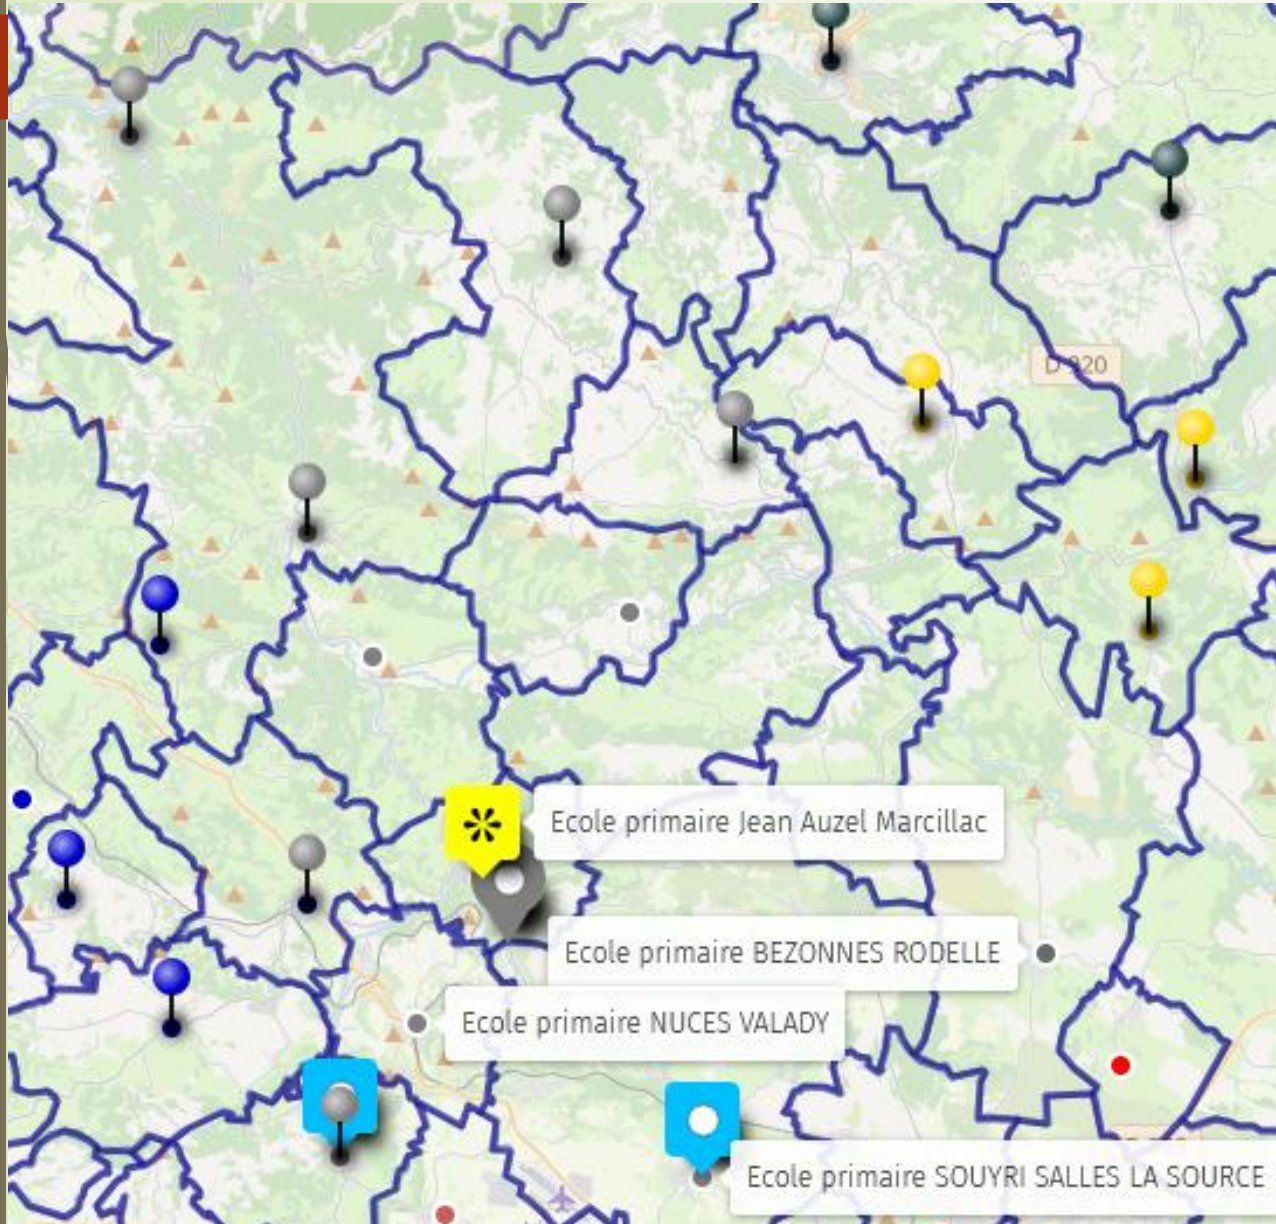 D 920
Ecole primaire Jean Auzel Marcillac
Ecole primaire BEZONNES RODELLE
Ecole primaire NUCES VALADY
Ecole primaire SOUYRI SALLES LA SOURCE